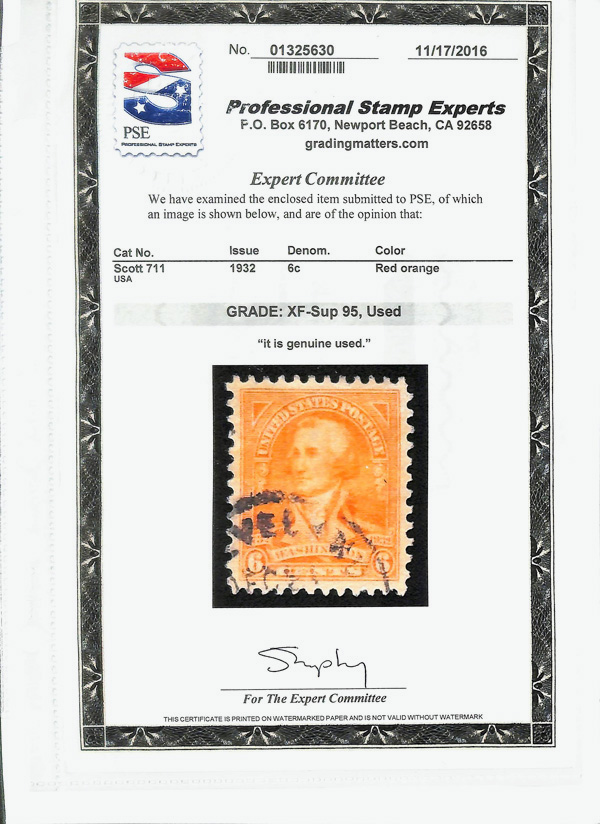 No. 01325630 11/17/2016
PSE
PROFESSIONAL STAMP EXPERTS
Professional Stamp Experts
P.O. Box 6170, Newport Beach, CA 92658
gradingmatters.com
Expert Committee
We have examined the enclosed item submitted to PSE, of which
an image is shown below, and are of the opinion that:
Cat No. Issue Denom. Color
Scott 711 1932 6c Red orange
USA
GRADE: XF-Sup 95, Used
“it is genuine used.”
UNITED STATES POSTAGE
6 WASHINGTON 6
CENTS
For The Expert Committee
THIS CERTIFICATE IS PRINTED ON WATERMARKED PAPER AND IS NOT VALID WITHOUT WATERMARK